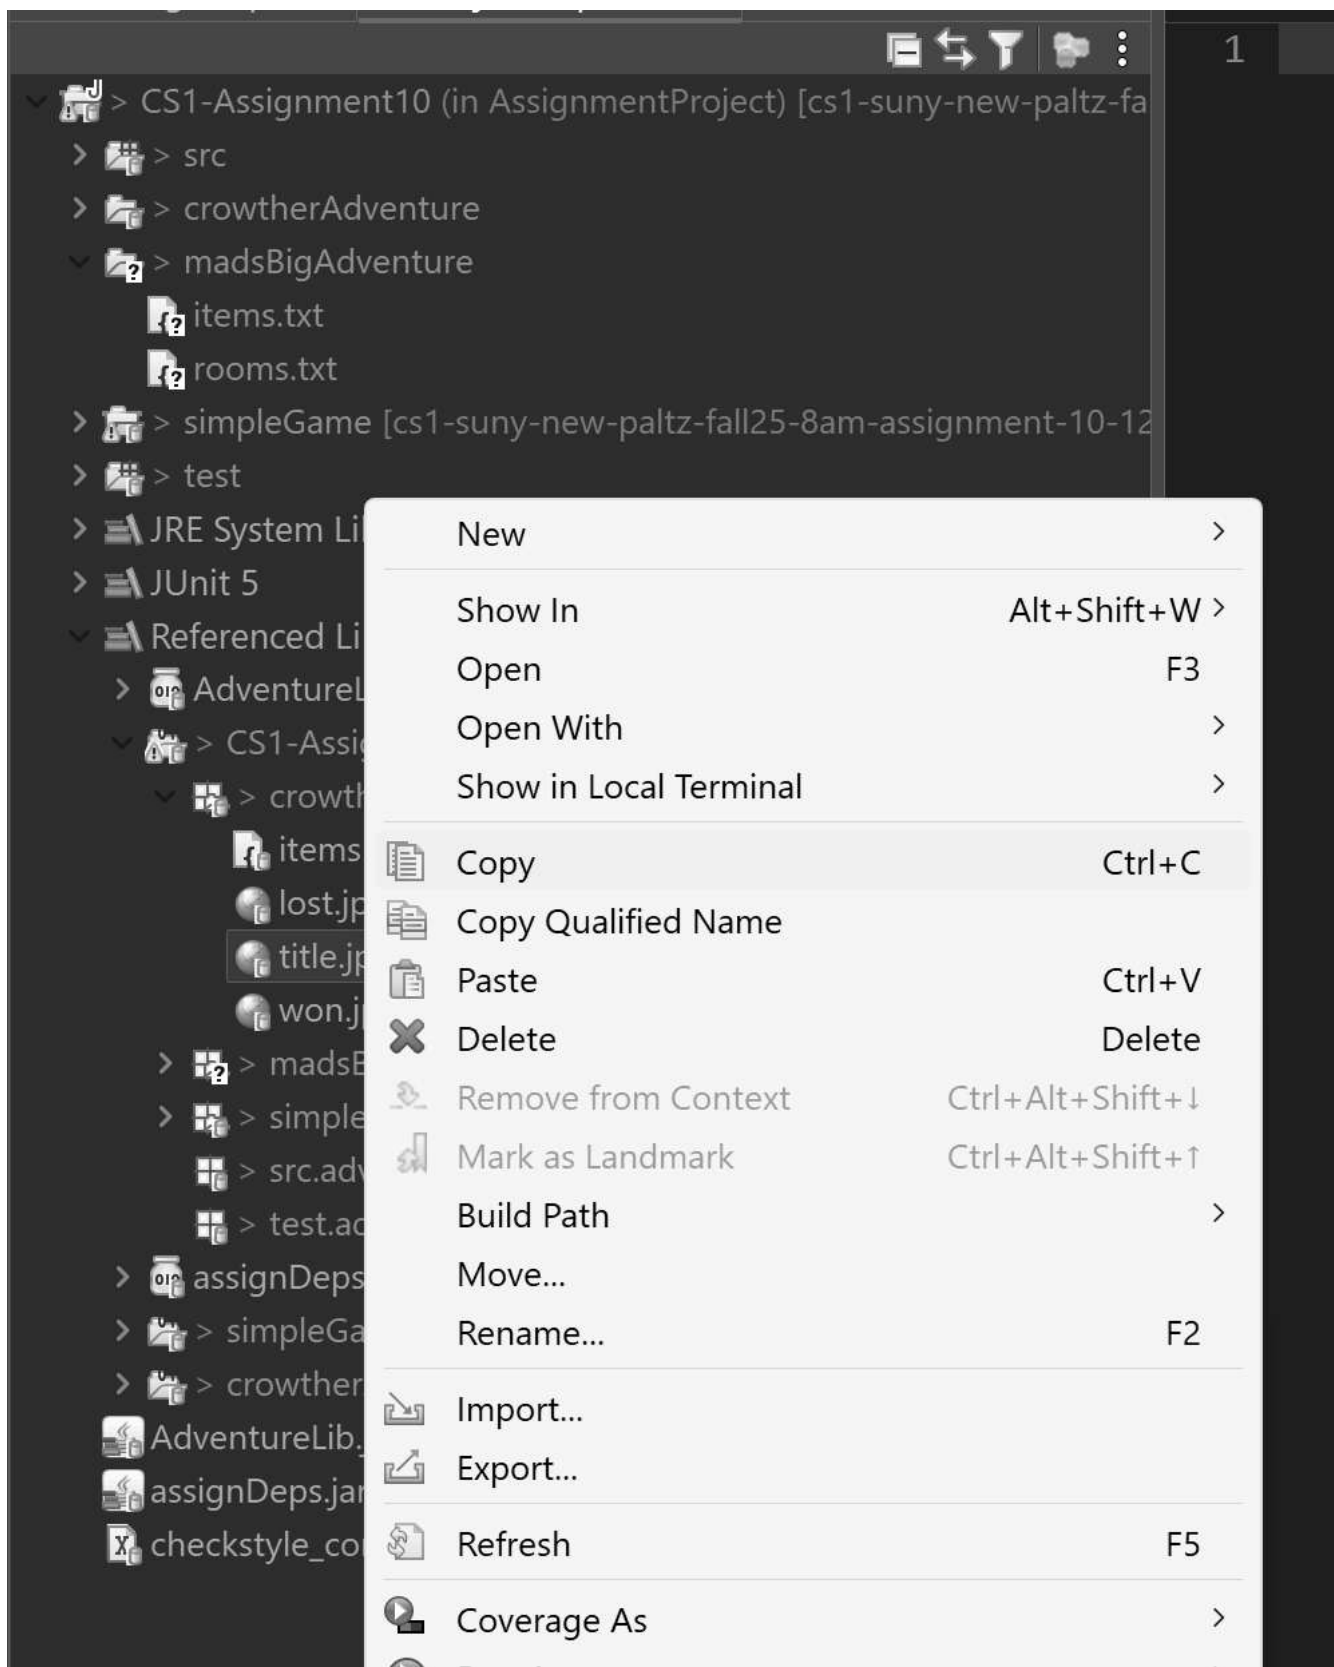 1
> CS1-Assignment10 (in AssignmentProject) [cs1-suny-new-paltz-fa
> src
> crowtherAdventure
> madsBigAdventure
items.txt
rooms.txt
> simpleGame [cs1-suny-new-paltz-fall25-8am-assignment-10-12
> test
JRE System Li
JUnit 5
Referenced Li
AdventureL
> CS1-Assig
> crowth
items
lost.jp
title.jp
won.j
> madsB
> simple
> src.adv
> test.ad
assignDeps
> simpleGa
> crowther
AdventureLib.
assignDeps.jar
checkstyle_co
New
Show In Alt+Shift+W
Open F3
Open With
Show in Local Terminal
Copy Ctrl+C
Copy Qualified Name
Paste Ctrl+V
Delete Delete
Remove from Context Ctrl+Alt+Shift+↓
Mark as Landmark Ctrl+Alt+Shift+↑
Build Path
Move...
Rename... F2
Import...
Export...
Refresh F5
Coverage As